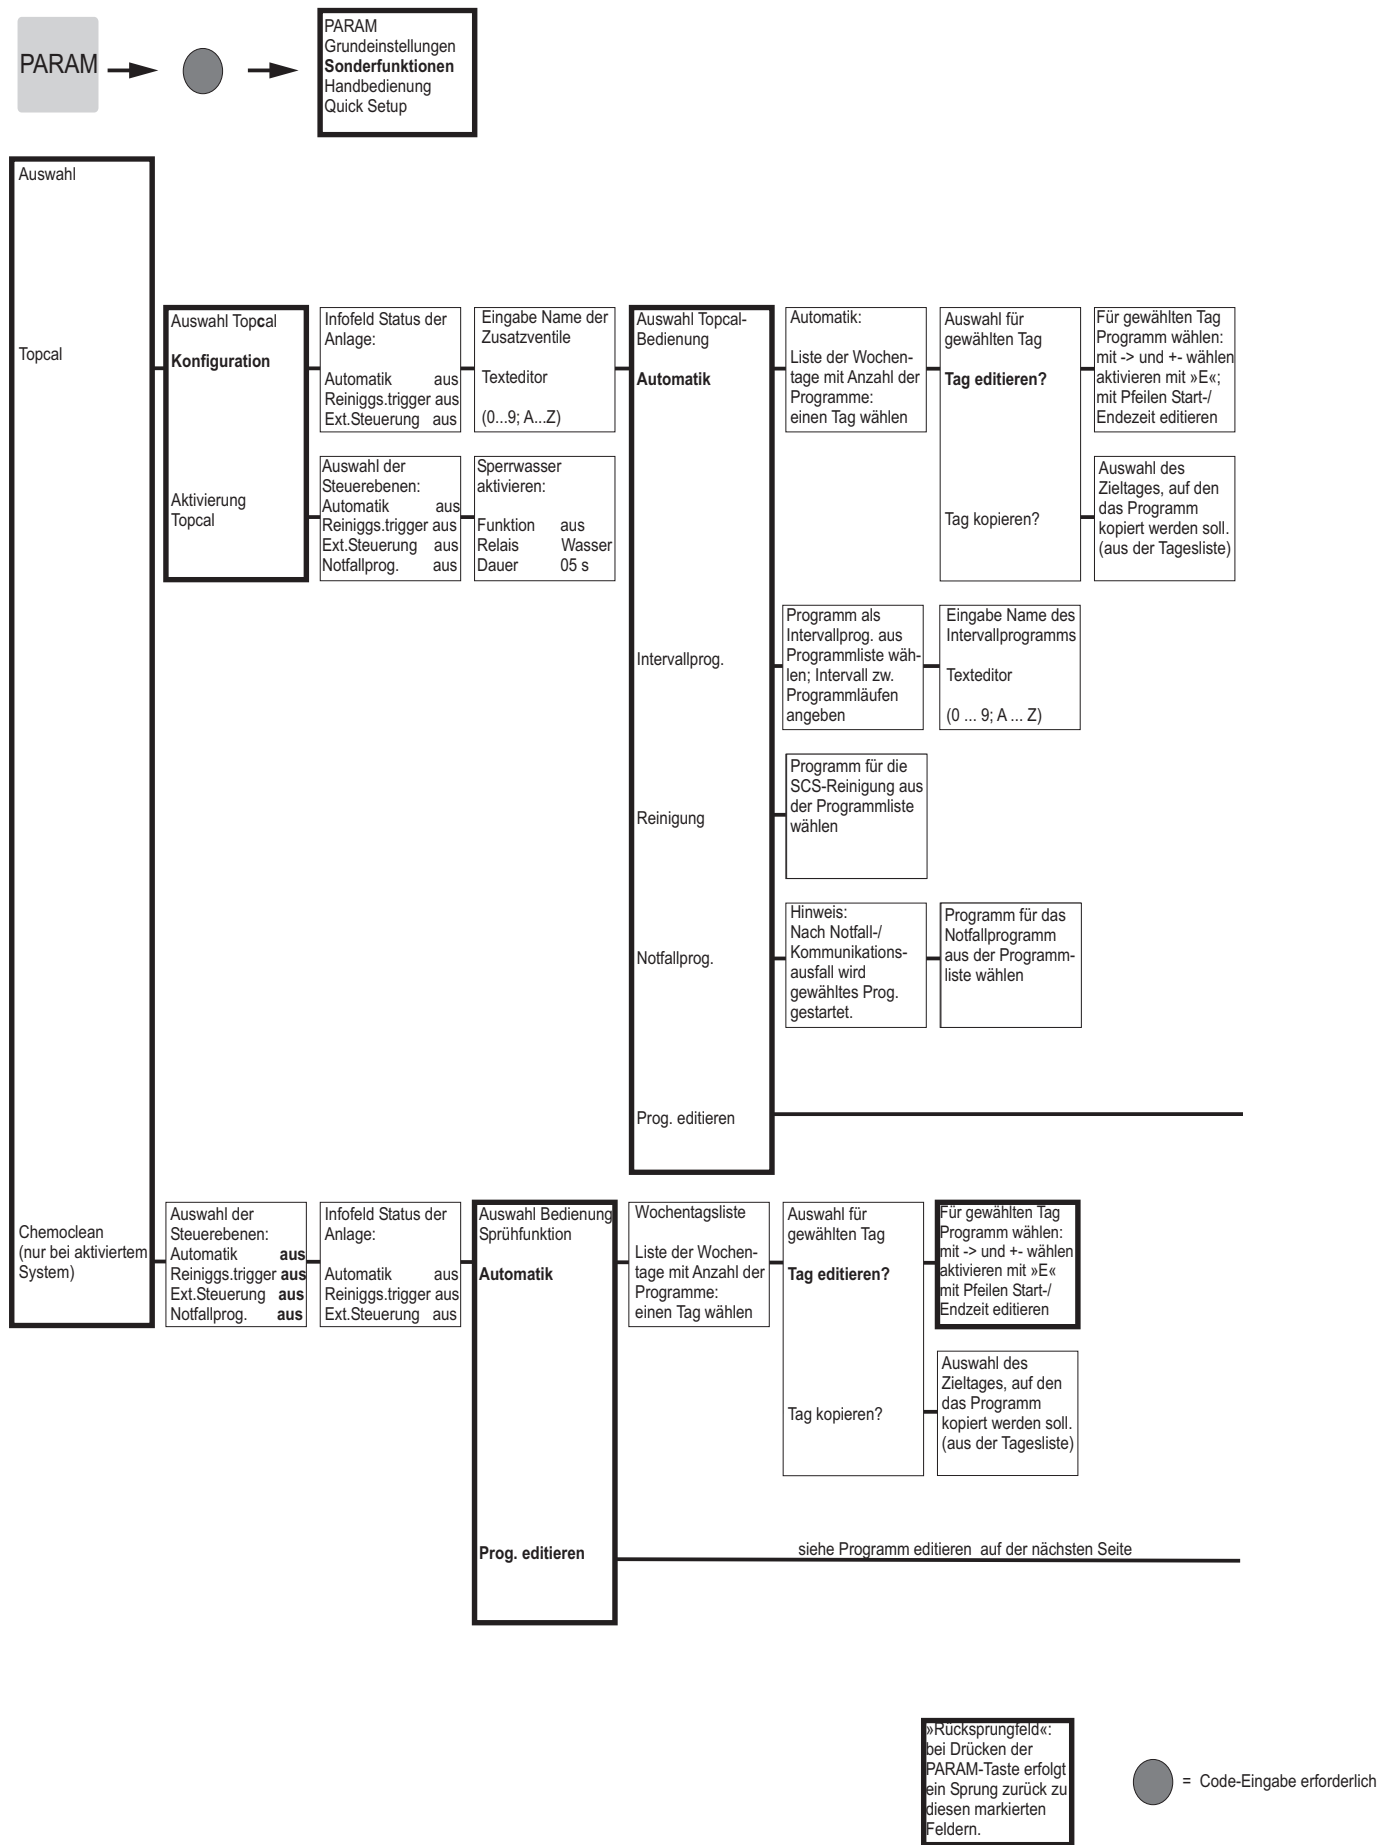 PARAM
PARAM
Grundeinstellungen
Sonderfunktionen
Handbedienung
Quick Setup
Auswahl
Topcal
Auswahl Topcal
Konfiguration
Aktivierung
Topcal
Infofeld Status der
Anlage:
Automatik aus
Reiniggs.trigger aus
Ext.Steuerung aus
Eingabe Name der
Zusatzventile
Texteditor
(0...9; A...Z)
Auswahl der
Steuerebenen:
Automatik aus
Reiniggs.trigger aus
Ext.Steuerung aus
Notfallprog. aus
Sperrwasser
aktivieren:
Funktion aus
Relais Wasser
Dauer 05 s
Auswahl Topcal-
Bedienung
Automatik
Automatik:
Liste der Wochen-
tage mit Anzahl der
Programme:
einen Tag wählen
Auswahl für
gewählten Tag
Tag editieren?
Tag kopieren?
Für gewählten Tag
Programm wählen:
mit -> und +- wählen
aktivieren mit »E«;
mit Pfeilen Start-/
Endezeit editieren
Auswahl des
Zieltages, auf den
das Programm
kopiert werden soll.
(aus der Tagesliste)
Intervallprog.
Programm als
Intervallprog. aus
Programmliste wäh-
len; Intervall zw.
Programmläufen
angeben
Eingabe Name des
Intervallprogramms
Texteditor
(0 ... 9; A ... Z)
Reinigung
Programm für die
SCS-Reinigung aus
der Programmliste
wählen
Notfallprog.
Hinweis:
Nach Notfall-/
Kommunikations-
ausfall wird
gewähltes Prog.
gestartet.
Programm für das
Notfallprogramm
aus der Programm-
liste wählen
Prog. editieren
Chemoclean
(nur bei aktiviertem
System)
Auswahl der
Steuerebenen:
Automatik aus
Reiniggs.trigger aus
Ext.Steuerung aus
Notfallprog. aus
Infofeld Status der
Anlage:
Automatik aus
Reiniggs.trigger aus
Ext.Steuerung aus
Auswahl Bedienung
Sprühfunktion
Automatik
Wochentagsliste
Liste der Wochen-
tage mit Anzahl der
Programme:
einen Tag wählen
Auswahl für
gewählten Tag
Tag editieren?
Tag kopieren?
Für gewählten Tag
Programm wählen:
mit -> und +- wählen
aktivieren mit »E«
mit Pfeilen Start-/
Endzeit editieren
Auswahl des
Zieltages, auf den
das Programm
kopiert werden soll.
(aus der Tagesliste)
Prog. editieren
siehe Programm editieren auf der nächsten Seite
»Rücksprungfeld«:
bei Drücken der
PARAM-Taste erfolgt
ein Sprung zurück zu
diesen markierten
Feldern.
= Code-Eingabe erforderlich